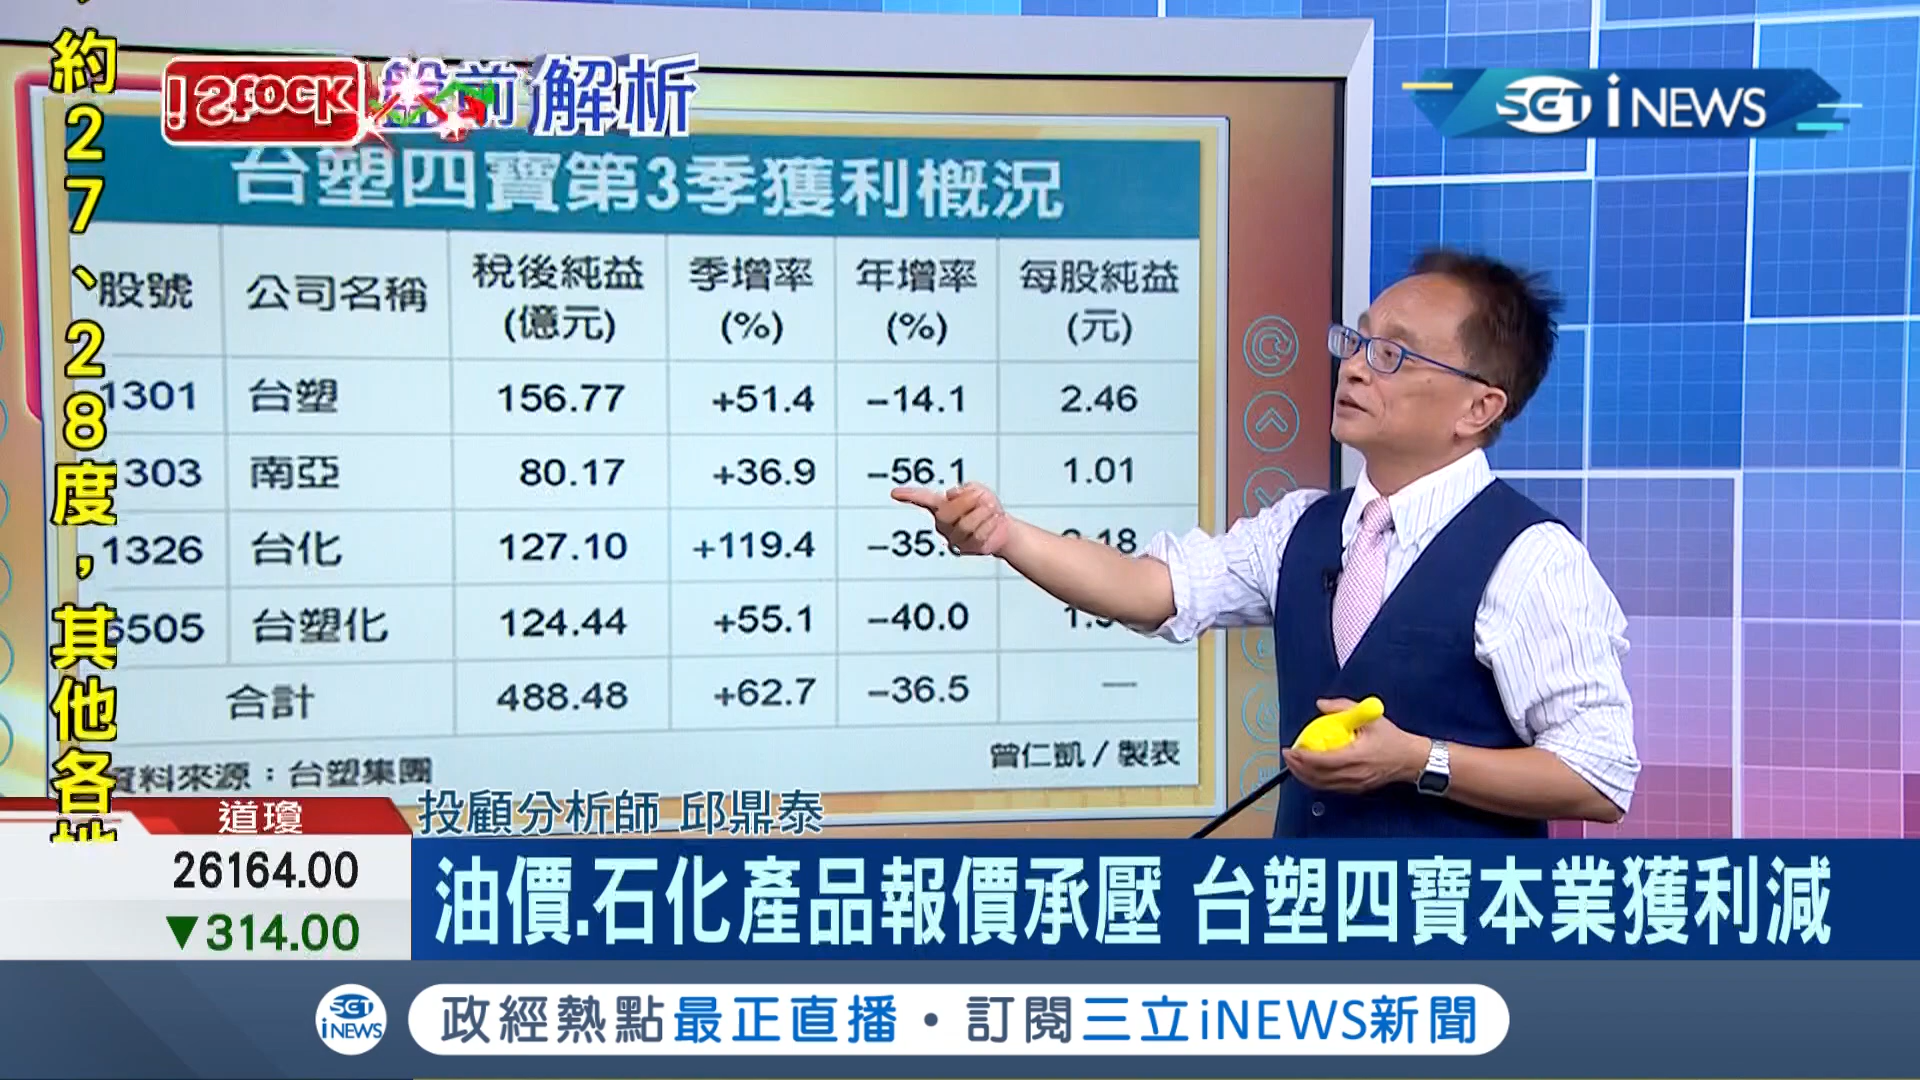 約27、28度，其他各地
!STOCK 盤前解析
SET iNEWS
台塑四寶第3季獲利概況
股號 公司名稱 稅後純益(億元) 季增率(%) 年增率(%) 每股純益(元)
1301 台塑 156.77 +51.4 -14.1 2.46
303 南亞 80.17 +36.9 -56.1 1.01
1326 台化 127.10 +119.4 -35. .18
6505 台塑化 124.44 +55.1 -40.0 1.
合計 488.48 +62.7 -36.5 —
資料來源：台塑集團 曾仁凱／製表
道瓊
26164.00
▼314.00
投顧分析師 邱鼎泰
油價.石化產品報價承壓 台塑四寶本業獲利減
SET iNEWS
政經熱點最正直播・訂閱三立iNEWS新聞